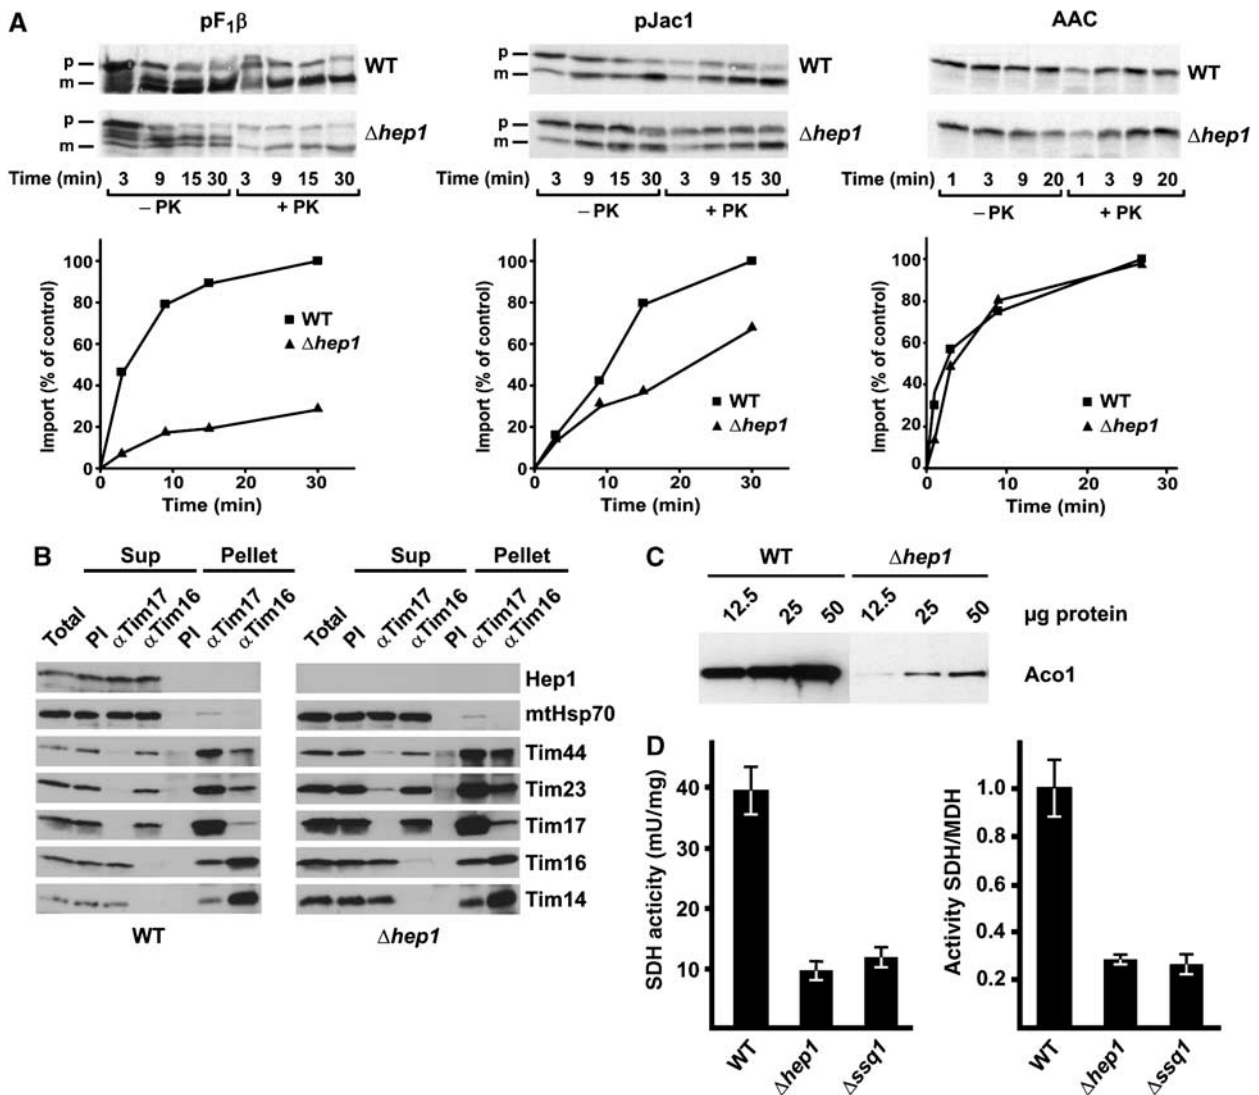 A
pF₁β
pJac1
AAC
p
m
WT
p
m
WT
WT
p
m
Δhep1
p
m
Δhep1
Δhep1
Time (min) 3 9 15 30 3 9 15 30
Time (min) 3 9 15 30 3 9 15 30
Time (min) 1 3 9 20 1 3 9 20
– PK + PK
– PK + PK
– PK + PK
Import (% of control)
100
80
60
40
20
0
WT
Δhep1
0 10 20 30
Time (min)
Import (% of control)
100
80
60
40
20
0
WT
Δhep1
0 10 20 30
Time (min)
Import (% of control)
100
80
60
40
20
0
WT
Δhep1
0 10 20 30
Time (min)
B
Sup Pellet
Total PI αTim17 αTim16 PI αTim17 αTim16
Sup Pellet
Total PI αTim17 αTim16 PI αTim17 αTim16
Hep1
mtHsp70
Tim44
Tim23
Tim17
Tim16
Tim14
WT
Δhep1
C
WT Δhep1
12.5 25 50 12.5 25 50 µg protein
Aco1
D
SDH acticity (mU/mg)
40
30
20
10
WT Δhep1 Δssq1
Activity SDH/MDH
1.0
0.8
0.6
0.4
0.2
WT Δhep1 Δssq1